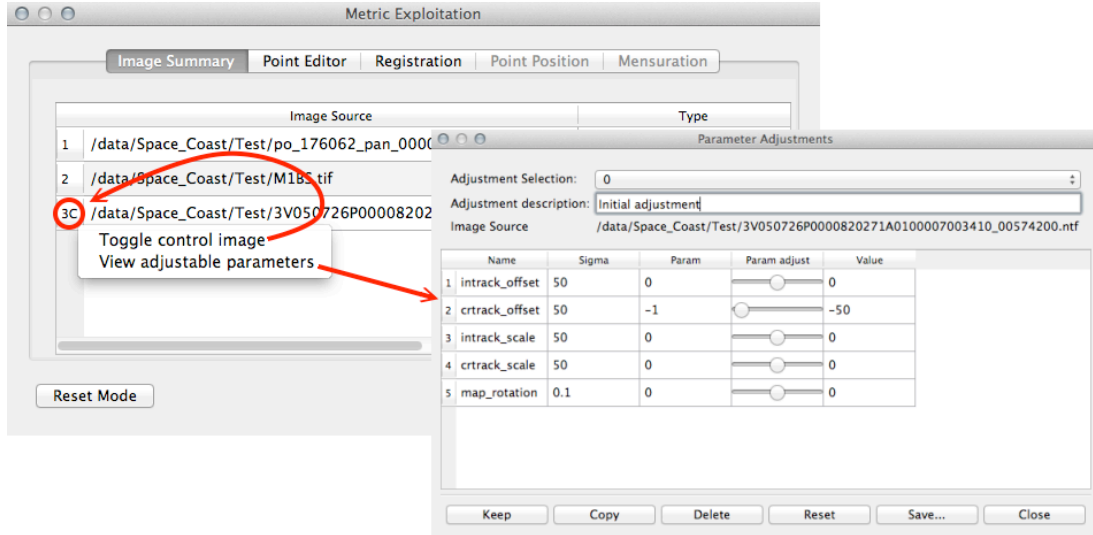 Metric Exploitation
Image Summary Point Editor Registration Point Position Mensuration
Image Source Type
1 /data/Space_Coast/Test/po_176062_pan_0000
2 /data/Space_Coast/Test/M1BS.tif
3C /data/Space_Coast/Test/3V050726P00008202
Toggle control image
View adjustable parameters
Reset Mode
Parameter Adjustments
Adjustment Selection: 0
Adjustment description: Initial adjustment
Image Source /data/Space_Coast/Test/3V050726P0000820271A0100007003410_00574200.ntf
Name Sigma Param Param adjust Value
1 intrack_offset 50 0 0
2 crtrack_offset 50 -1 -50
3 intrack_scale 50 0 0
4 crtrack_scale 50 0 0
5 map_rotation 0.1 0 0
Keep Copy Delete Reset Save... Close